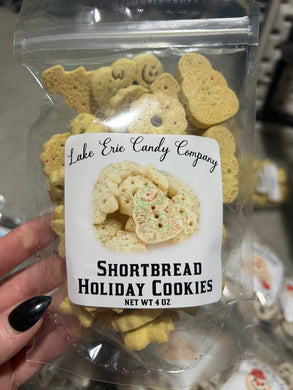 Lake Erie Candy Company
SHORTBREAD
HOLIDAY COOKIES
NET WT 4 OZ